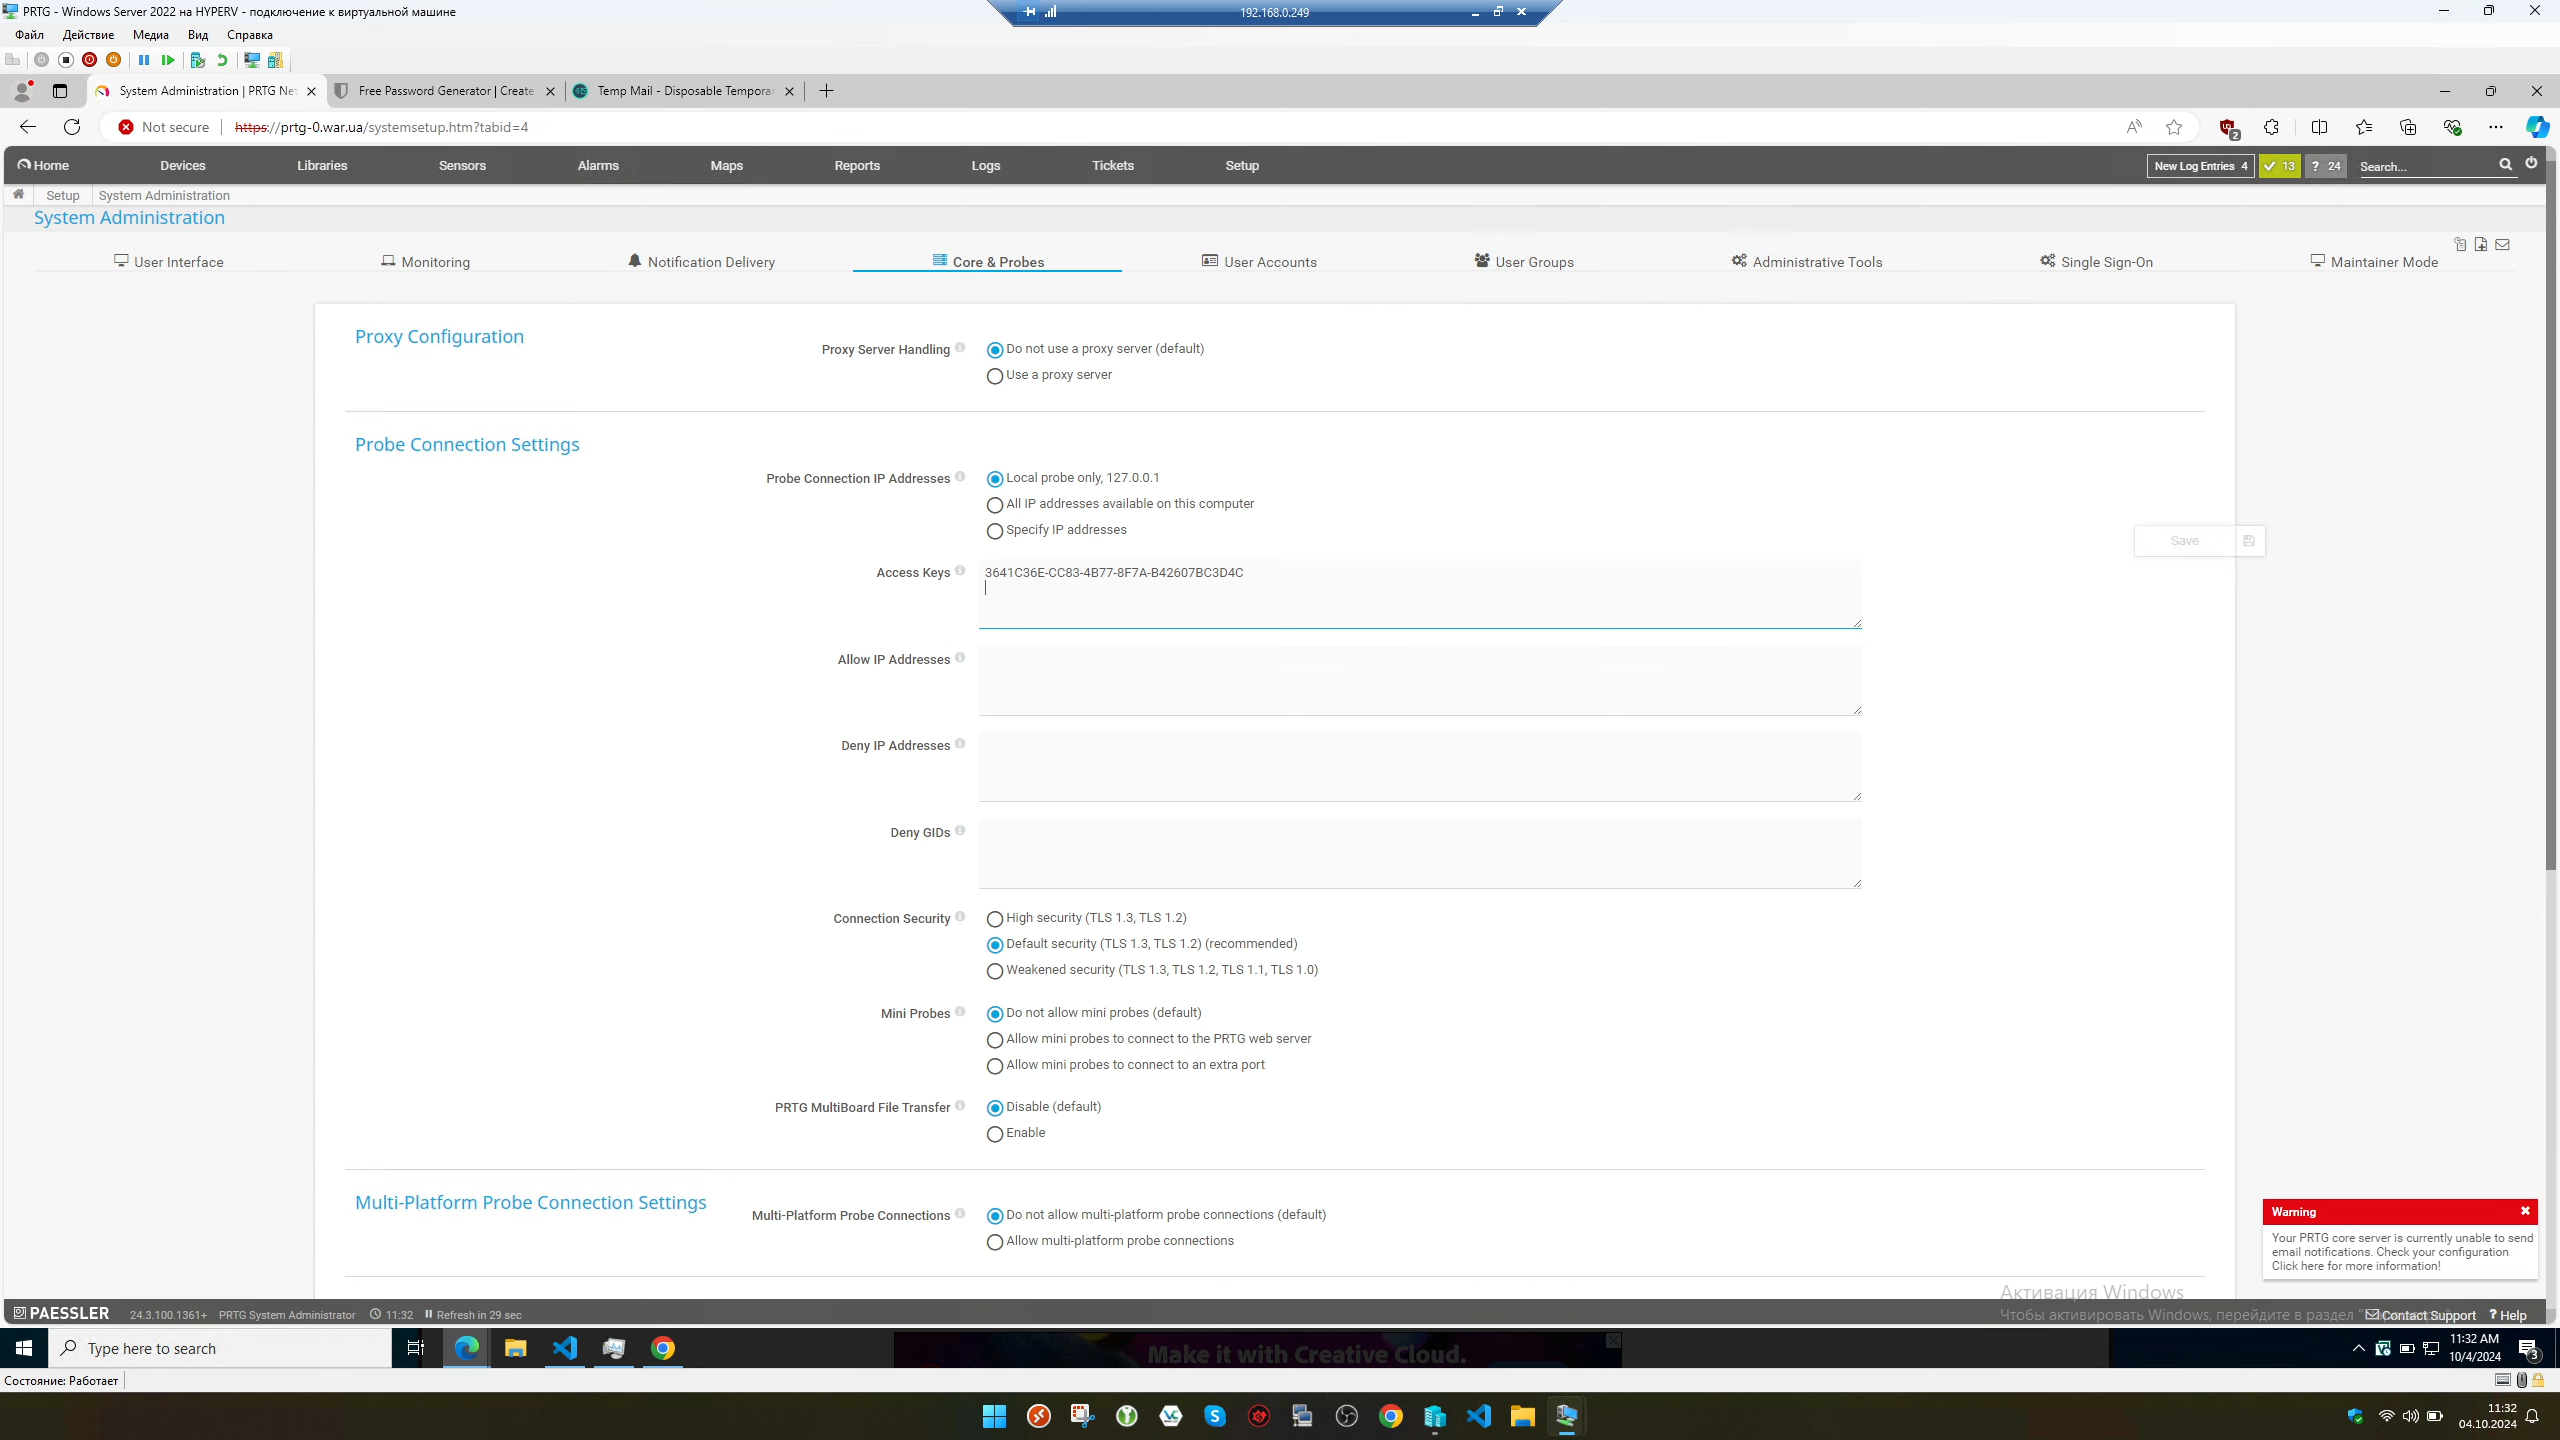 PRTG - Windows Server 2022 на HYPERV - подключение к виртуальной машине
192.168.0.249
Файл Действие Медиа Вид Справка
System Administration | PRTG Net
Free Password Generator | Create
Temp Mail - Disposable Temporar
Not secure
https://prtg-0.war.ua/systemsetup.htm?tabid=4
2
Home Devices Libraries Sensors Alarms Maps Reports Logs Tickets Setup
New Log Entries 4
13
? 24
Search...
Setup System Administration
System Administration
User Interface Monitoring Notification Delivery Core & Probes User Accounts User Groups Administrative Tools Single Sign-On Maintainer Mode
Proxy Configuration
Proxy Server Handling
Do not use a proxy server (default)
Use a proxy server
Probe Connection Settings
Probe Connection IP Addresses
Local probe only, 127.0.0.1
All IP addresses available on this computer
Specify IP addresses
Save
Access Keys
3641C36E-CC83-4B77-8F7A-B42607BC3D4C
Allow IP Addresses
Deny IP Addresses
Deny GIDs
Connection Security
High security (TLS 1.3, TLS 1.2)
Default security (TLS 1.3, TLS 1.2) (recommended)
Weakened security (TLS 1.3, TLS 1.2, TLS 1.1, TLS 1.0)
Mini Probes
Do not allow mini probes (default)
Allow mini probes to connect to the PRTG web server
Allow mini probes to connect to an extra port
PRTG MultiBoard File Transfer
Disable (default)
Enable
Multi-Platform Probe Connection Settings
Multi-Platform Probe Connections
Do not allow multi-platform probe connections (default)
Allow multi-platform probe connections
Warning
Your PRTG core server is currently unable to send
email notifications. Check your configuration
Click here for more information!
Активация Windows
Чтобы активировать Windows, перейдите в раздел
PAESSLER 24.3.100.1361+ PRTG System Administrator 11:32 Refresh in 29 sec
Contact Support ? Help
Type here to search
Make it with Creative Cloud.
11:32 AM
10/4/2024
3
Состояние: Работает
11:32
04.10.2024